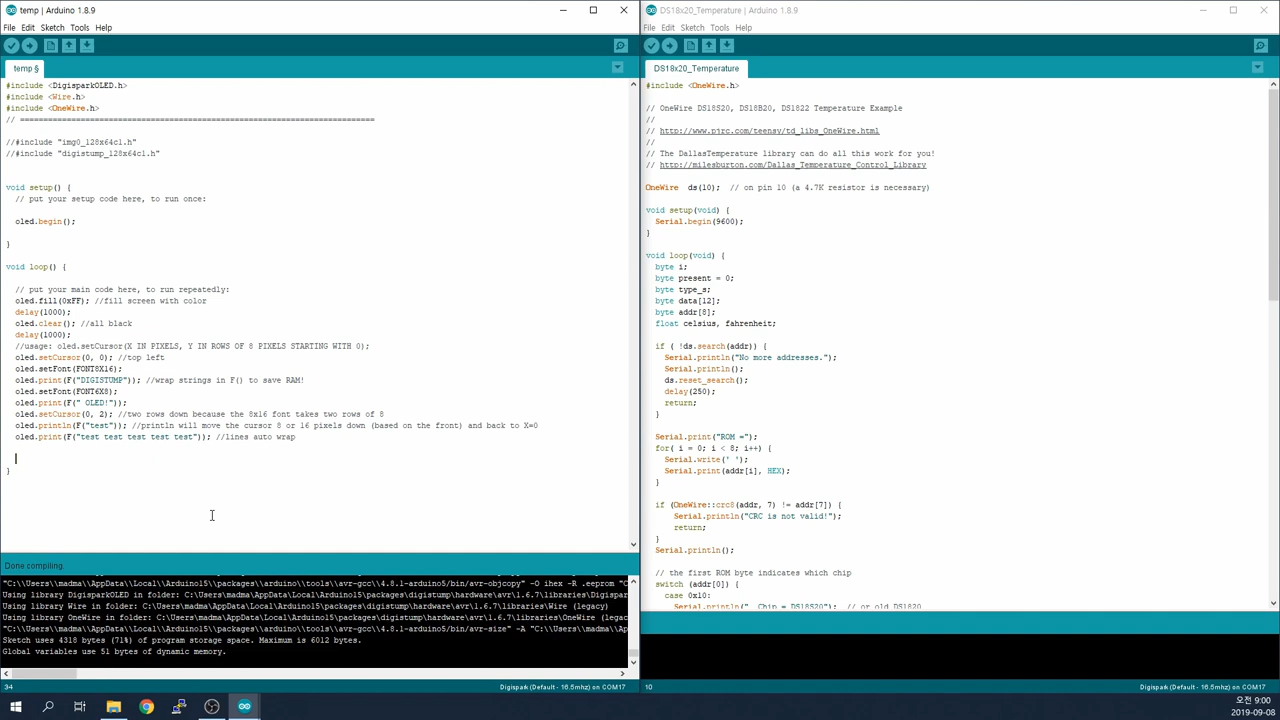 temp | Arduino 1.8.9
File Edit Sketch Tools Help
temp §
#include <DigisparkOLED.h>
#include <Wire.h>
#include <OneWire.h>
// ============================================================================
//#include "img0_128x64c1.h"
//#include "digistump_128x64c1.h"
void setup() {
// put your setup code here, to run once:
oled.begin();
}
void loop() {
// put your main code here, to run repeatedly:
oled.fill(0xFF); //fill screen with color
delay(1000);
oled.clear(); //all black
delay(1000);
//usage: oled.setCursor(X IN PIXELS, Y IN ROWS OF 8 PIXELS STARTING WITH 0);
oled.setCursor(0, 0); //top left
oled.setFont(FONT8X16);
oled.print(F("DIGISTUMP")); //wrap strings in F() to save RAM!
oled.setFont(FONT6X8);
oled.print(F(" OLED!"));
oled.setCursor(0, 2); //two rows down because the 8x16 font takes two rows of 8
oled.println(F("test")); //println will move the cursor 8 or 16 pixels down (based on the front) and back to X=0
oled.print(F("test test test test test")); //lines auto wrap
}
Done compiling.
"C:\\Users\\madma\\AppData\\Local\\Arduino15\\packages\\arduino\\tools\\avr-gcc\\4.8.1-arduino5/bin/avr-objcopy" -O ihex -R .eeprom "C
Using library DigisparkOLED in folder: C:\Users\madma\AppData\Local\Arduino15\packages\digistump\hardware\avr\1.6.7\libraries\Digispar
Using library Wire in folder: C:\Users\madma\AppData\Local\Arduino15\packages\digistump\hardware\avr\1.6.7\libraries\Wire (legacy)
Using library OneWire in folder: C:\Users\madma\AppData\Local\Arduino15\packages\digistump\hardware\avr\1.6.7\libraries\OneWire (legac
"C:\\Users\\madma\\AppData\\Local\\Arduino15\\packages\\arduino\\tools\\avr-gcc\\4.8.1-arduino5/bin/avr-size" -A "C:\\Users\\madma\\Ap
Sketch uses 4318 bytes (71%) of program storage space. Maximum is 6012 bytes.
Global variables use 51 bytes of dynamic memory.
34
Digispark (Default - 16.5mhz) on COM17
DS18x20_Temperature | Arduino 1.8.9
File Edit Sketch Tools Help
DS18x20_Temperature
#include <OneWire.h>
// OneWire DS18S20, DS18B20, DS1822 Temperature Example
//
// http://www.pjrc.com/teensy/td_libs_OneWire.html
//
// The DallasTemperature library can do all this work for you!
// http://milesburton.com/Dallas_Temperature_Control_Library
OneWire ds(10); // on pin 10 (a 4.7K resistor is necessary)
void setup(void) {
Serial.begin(9600);
}
void loop(void) {
byte i;
byte present = 0;
byte type_s;
byte data[12];
byte addr[8];
float celsius, fahrenheit;
if ( !ds.search(addr)) {
Serial.println("No more addresses.");
Serial.println();
ds.reset_search();
delay(250);
return;
}
Serial.print("ROM =");
for( i = 0; i < 8; i++) {
Serial.write(' ');
Serial.print(addr[i], HEX);
}
if (OneWire::crc8(addr, 7) != addr[7]) {
Serial.println("CRC is not valid!");
return;
}
Serial.println();
// the first ROM byte indicates which chip
switch (addr[0]) {
case 0x10:
Serial.println(" Chip = DS18S20"); // or old DS1820
10
Digispark (Default - 16.5mhz) on COM17
오전 9:00
2019-09-08